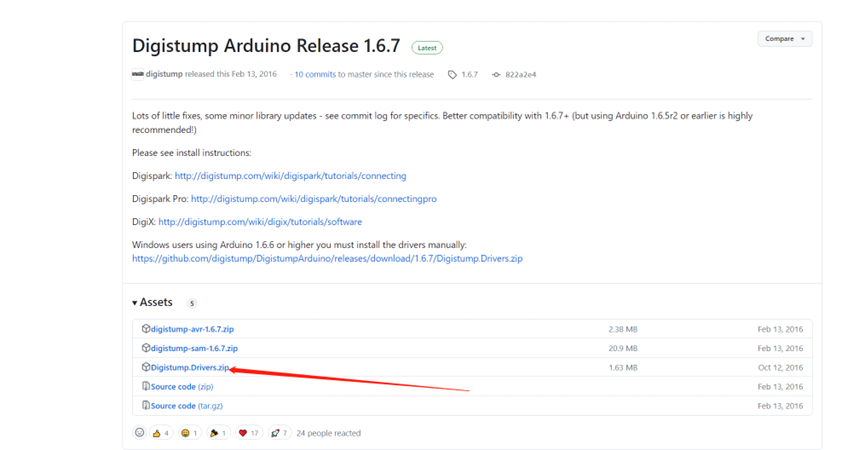 Digistump Arduino Release 1.6.7 Latest Compare
digistump released this Feb 13, 2016 · 10 commits to master since this release 1.6.7 822a2e4
Lots of little fixes, some minor library updates - see commit log for specifics. Better compatibility with 1.6.7+ (but using Arduino 1.6.5r2 or earlier is highly
recommended!)
Please see install instructions:
Digispark: http://digistump.com/wiki/digispark/tutorials/connecting
Digispark Pro: http://digistump.com/wiki/digispark/tutorials/connectingpro
DigiX: http://digistump.com/wiki/digix/tutorials/software
Windows users using Arduino 1.6.6 or higher you must install the drivers manually:
https://github.com/digistump/DigistumpArduino/releases/download/1.6.7/Digistump.Drivers.zip
Assets 5
digistump-avr-1.6.7.zip 2.38 MB Feb 13, 2016
digistump-sam-1.6.7.zip 20.9 MB Feb 13, 2016
Digistump.Drivers.zip 1.63 MB Oct 12, 2016
Source code (zip) Feb 13, 2016
Source code (tar.gz) Feb 13, 2016
4 1 1 17 7 24 people reacted